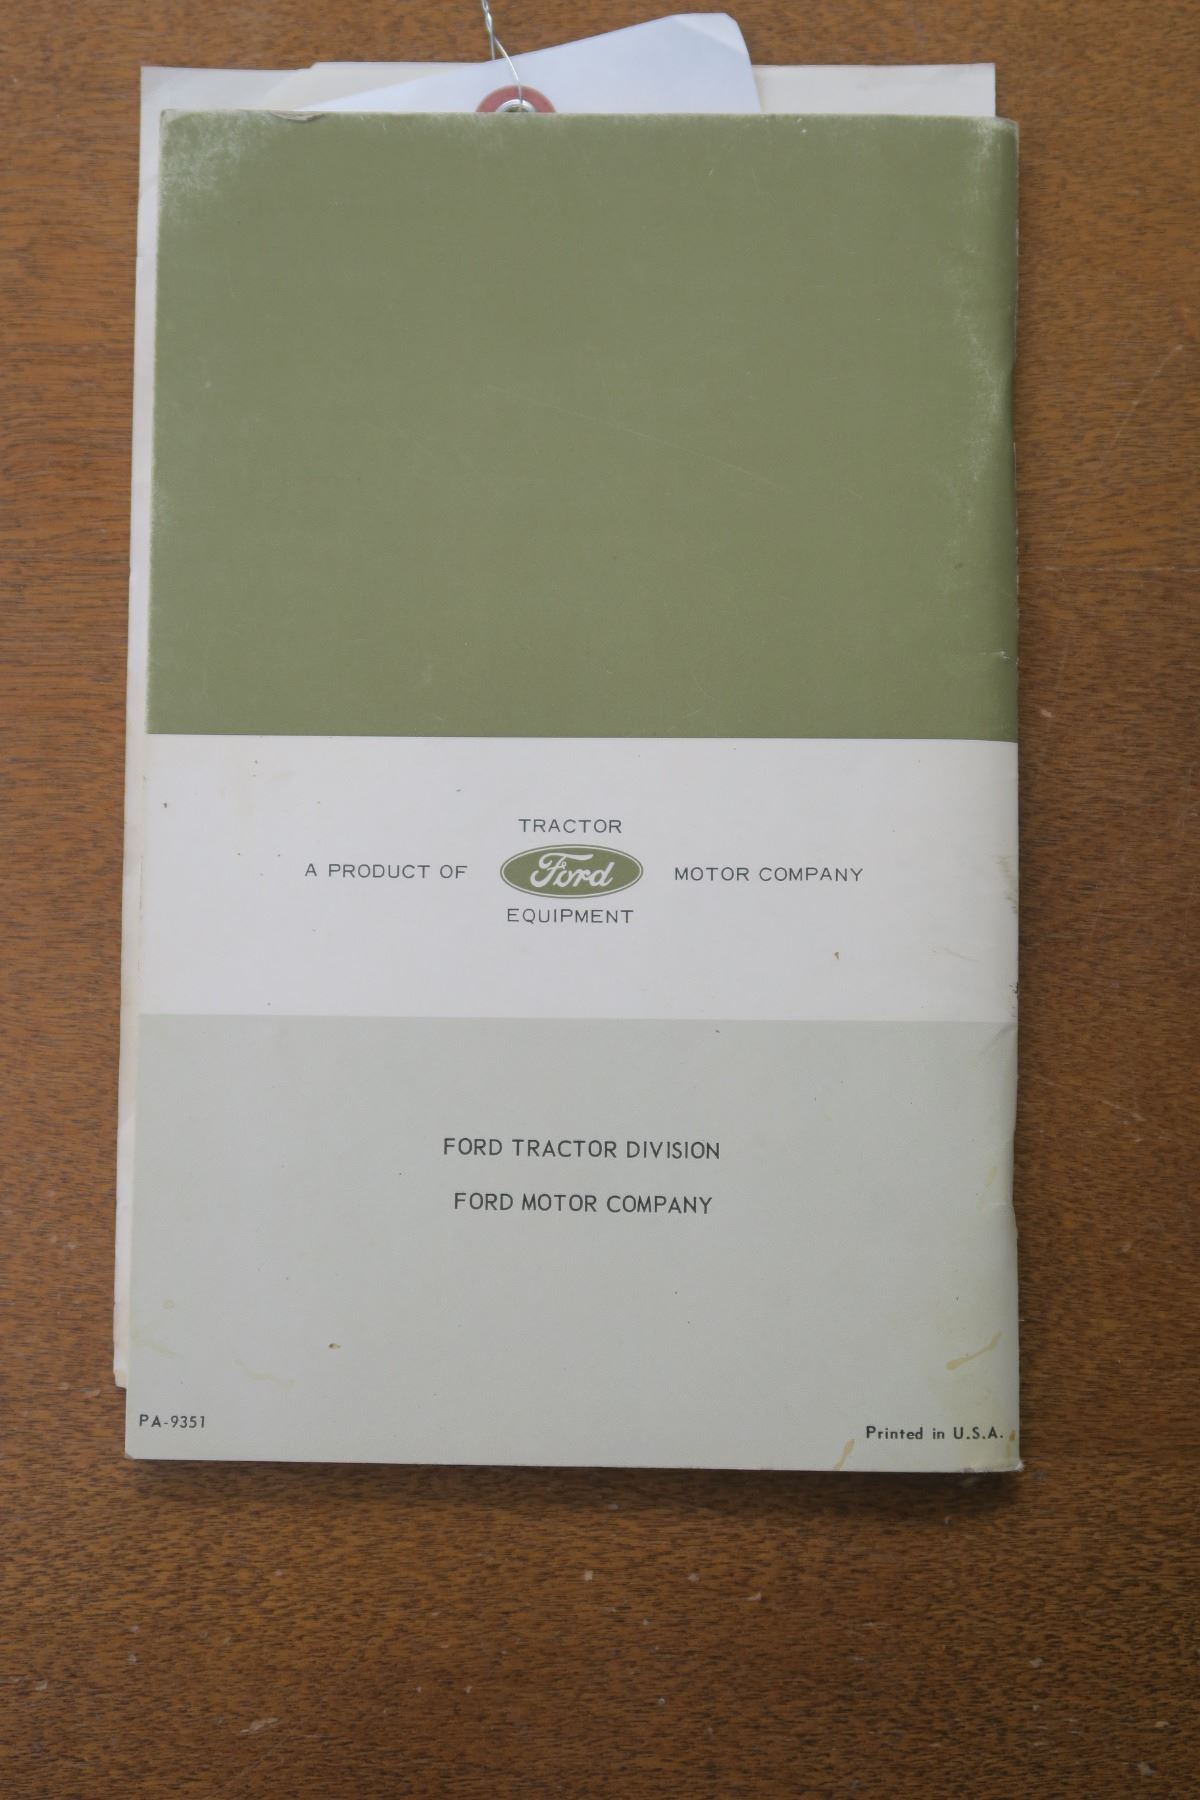 TRACTOR
A PRODUCT OF Ford MOTOR COMPANY
EQUIPMENT
FORD TRACTOR DIVISION
FORD MOTOR COMPANY
PA-9351
Printed in U.S.A.